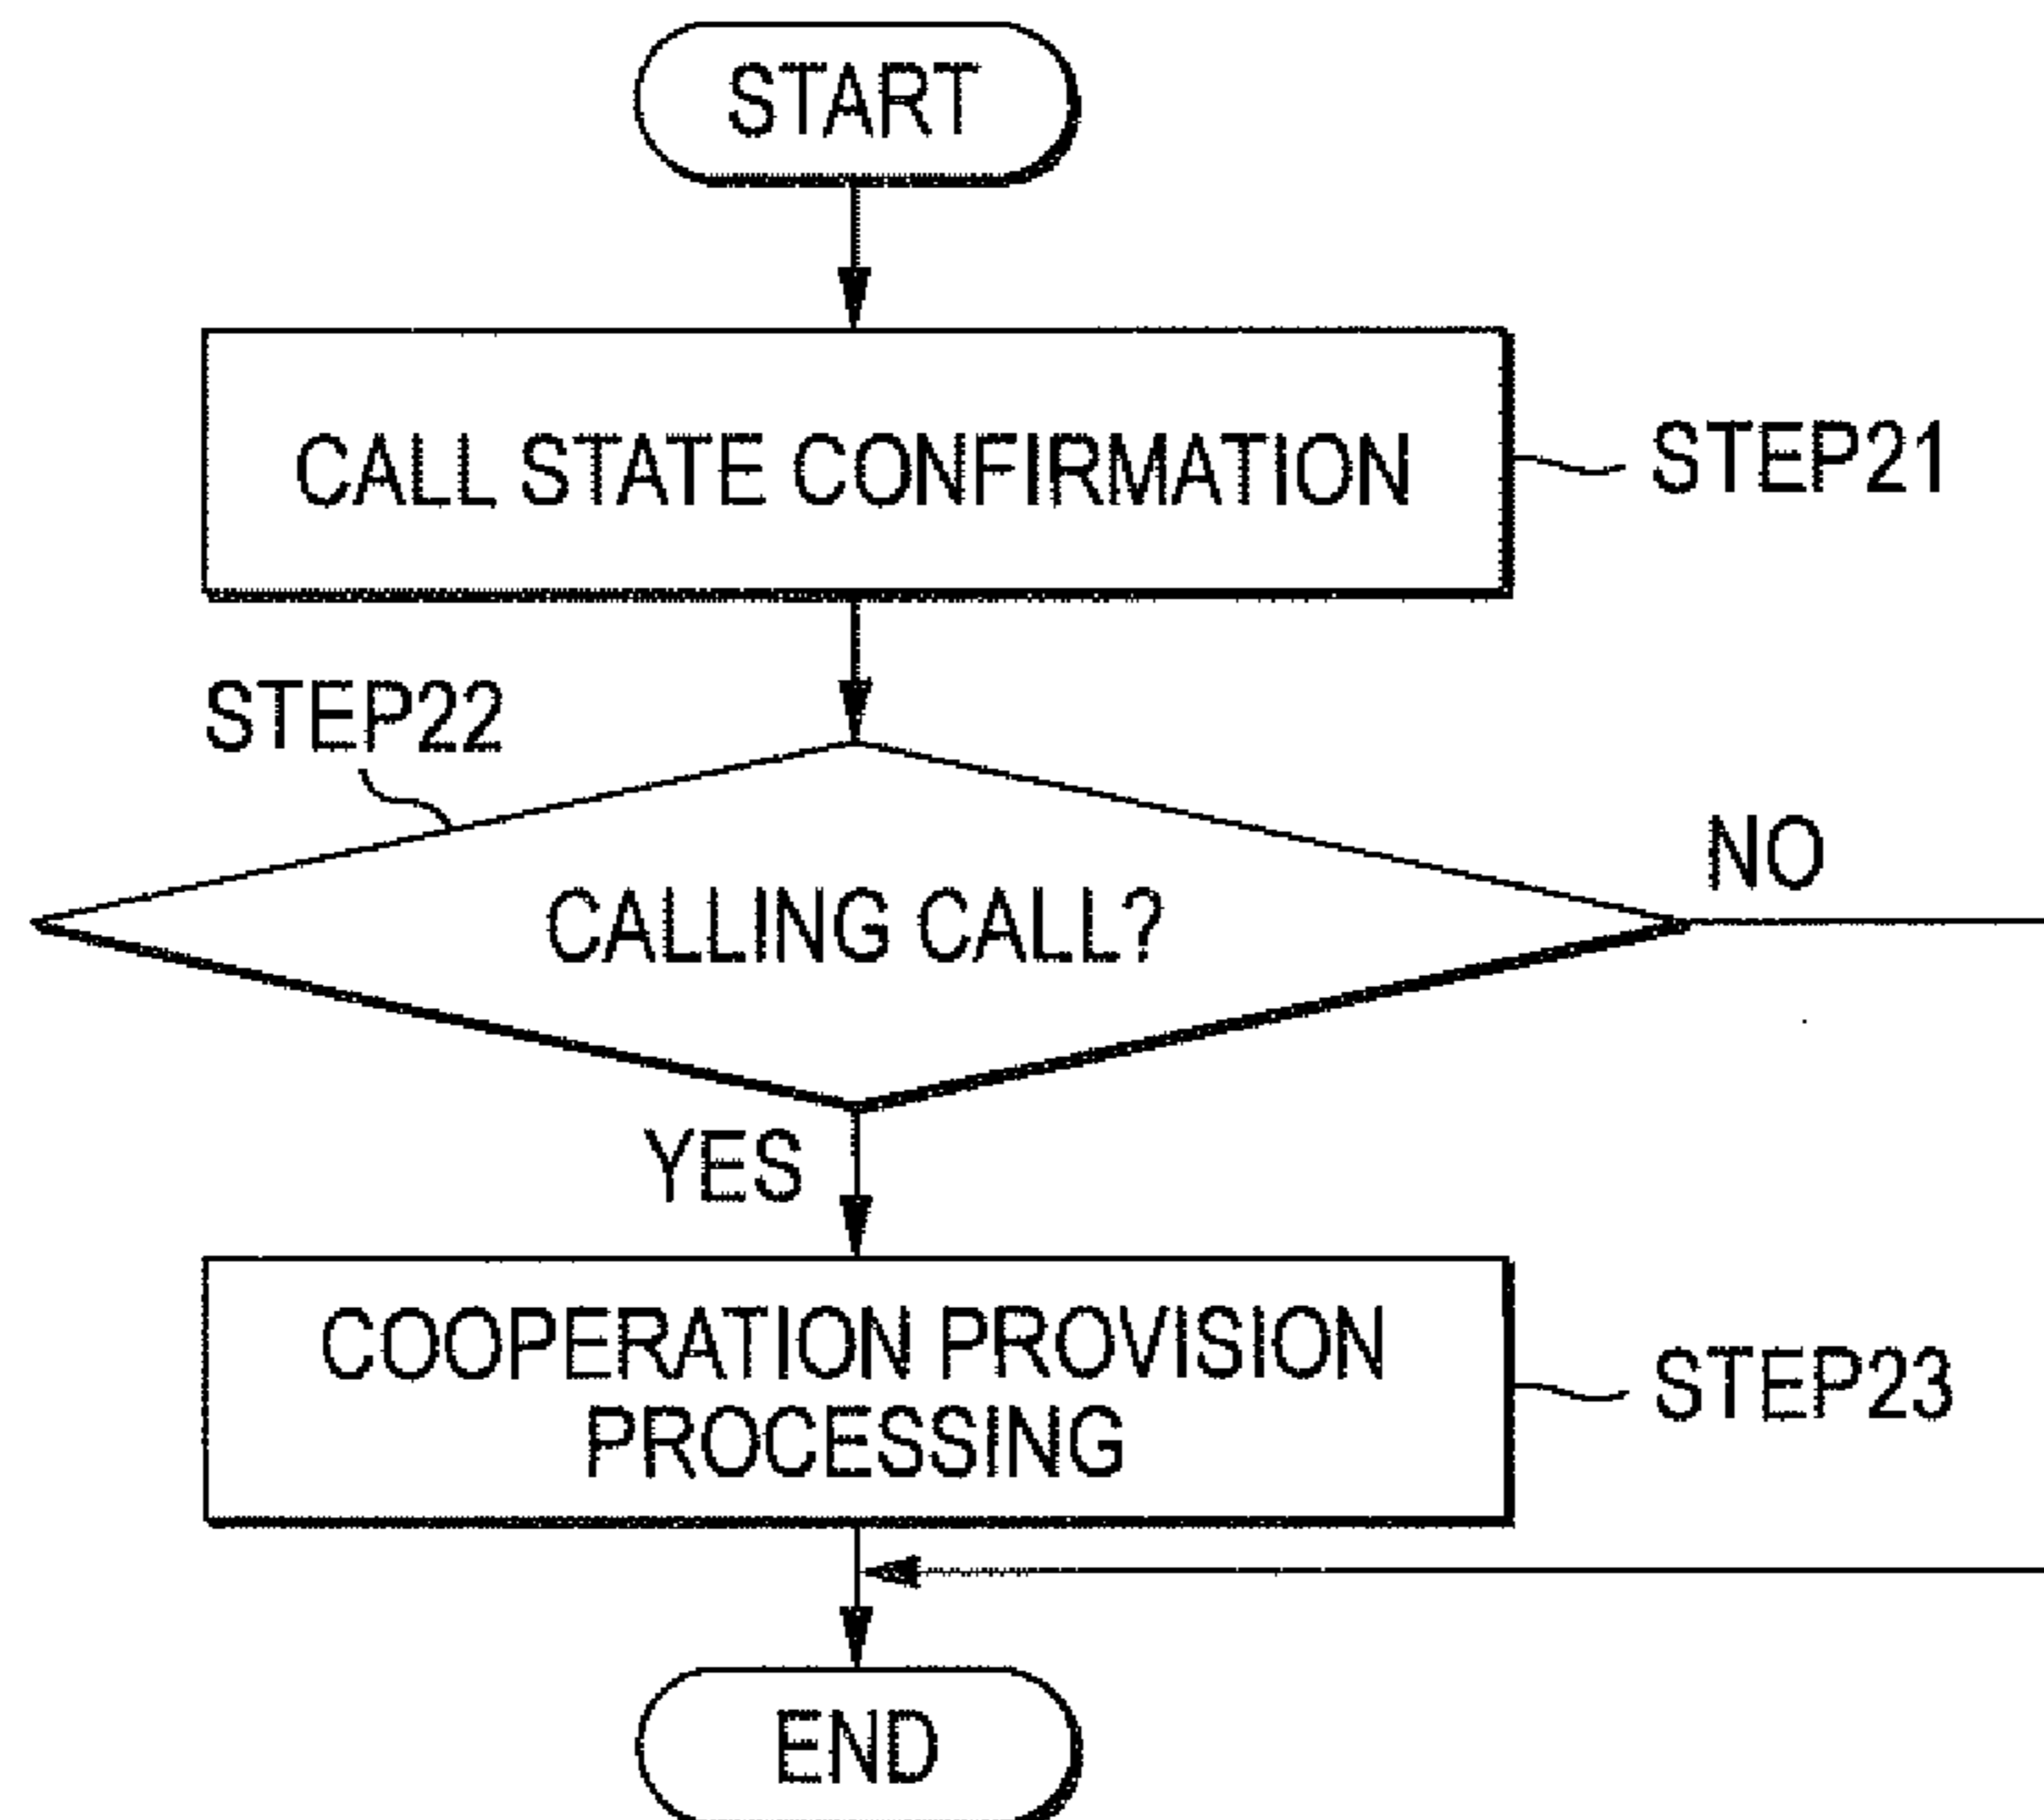 START
CALL STATE CONFIRMATION
STEP21
STEP22
CALLING CALL?
NO
YES
COOPERATION PROVISION
PROCESSING
STEP23
END